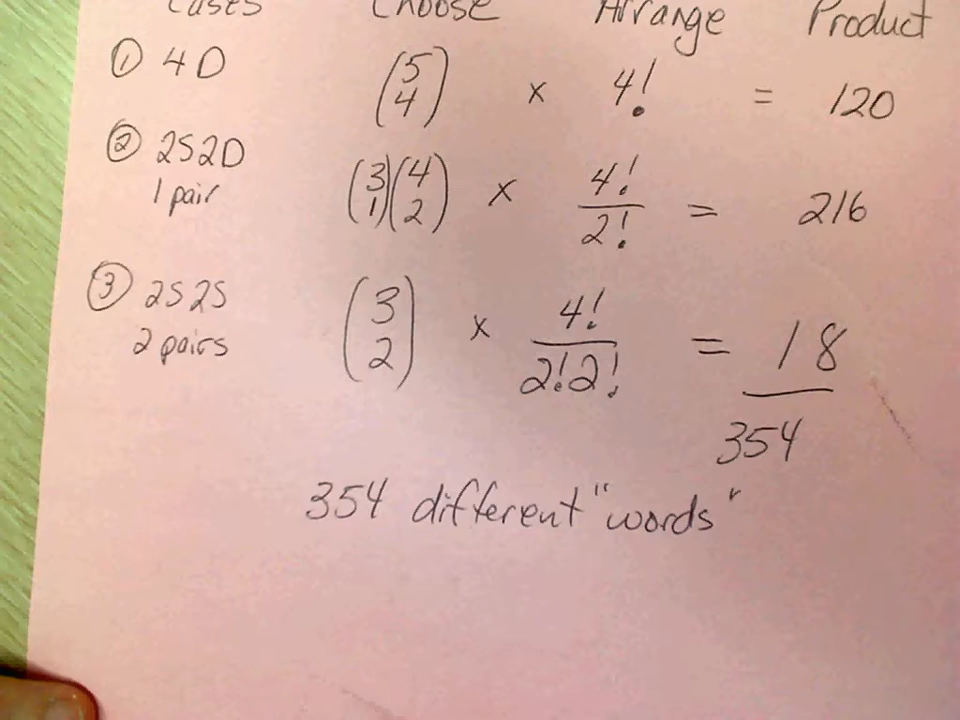 Cases Choose Arrange Product
① 4D (5 4) × 4! = 120
② 2S2D (3 1)(4 2) × 4!/2! = 216
1 pair
③ 2S2S (3 2) × 4!/2!2! = 18
2 pairs
354
354 different "words"